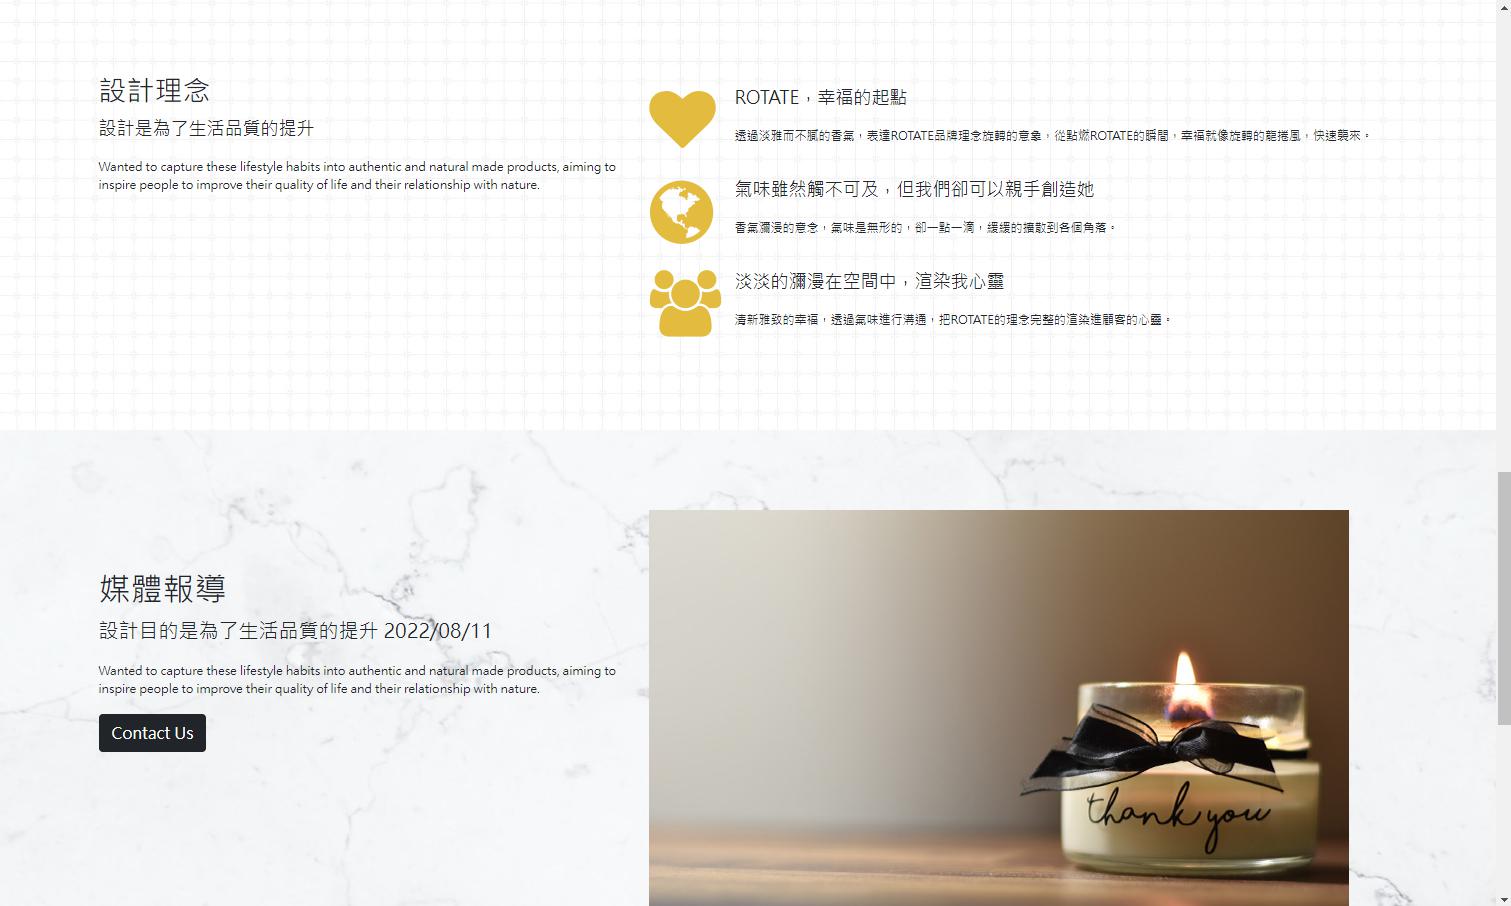 設計理念
設計是為了生活品質的提升
Wanted to capture these lifestyle habits into authentic and natural made products, aiming to
inspire people to improve their quality of life and their relationship with nature.
ROTATE，幸福的起點
透過淡雅而不膩的香氣，表達ROTATE品牌理念旋轉的意象，從點燃ROTATE的瞬間，幸福就像旋轉的龍捲風，快速襲來。
氣味雖然觸不可及，但我們卻可以親手創造她
香氣瀰漫的意念，氣味是無形的，卻一點一滴，緩緩的擴散到各個角落。
淡淡的瀰漫在空間中，渲染我心靈
清新雅致的幸福，透過氣味進行溝通，把ROTATE的理念完整的渲染進顧客的心靈。
媒體報導
設計目的是為了生活品質的提升 2022/08/11
Wanted to capture these lifestyle habits into authentic and natural made products, aiming to
inspire people to improve their quality of life and their relationship with nature.
Contact Us
thank you